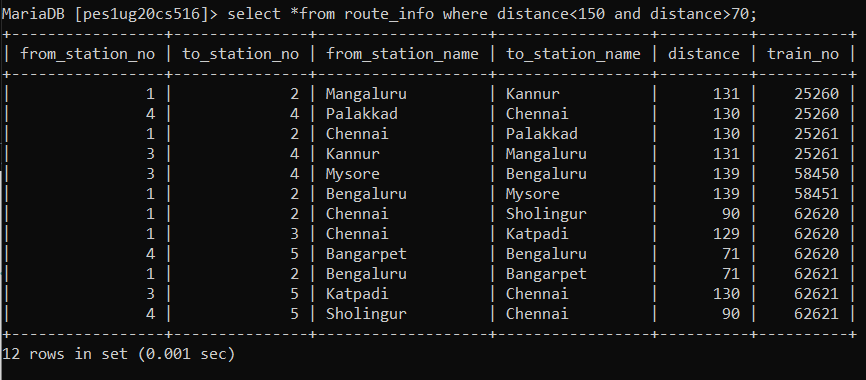 MariaDB [pes1ug20cs516]> select *from route_info where distance<150 and distance>70;
+-----------------+---------------+-------------------+-----------------+----------+----------+
| from_station_no | to_station_no | from_station_name | to_station_name | distance | train_no |
+-----------------+---------------+-------------------+-----------------+----------+----------+
|               1 |             2 | Mangaluru         | Kannur          |      131 |    25260 |
|               4 |             4 | Palakkad          | Chennai         |      130 |    25260 |
|               1 |             2 | Chennai           | Palakkad        |      130 |    25261 |
|               3 |             4 | Kannur            | Mangaluru       |      131 |    25261 |
|               3 |             4 | Mysore            | Bengaluru       |      139 |    58450 |
|               1 |             2 | Bengaluru         | Mysore          |      139 |    58451 |
|               1 |             2 | Chennai           | Sholingur       |       90 |    62620 |
|               1 |             3 | Chennai           | Katpadi         |      129 |    62620 |
|               4 |             5 | Bangarpet         | Bengaluru       |       71 |    62620 |
|               1 |             2 | Bengaluru         | Bangarpet       |       71 |    62621 |
|               3 |             5 | Katpadi           | Chennai         |      130 |    62621 |
|               4 |             5 | Sholingur         | Chennai         |       90 |    62621 |
+-----------------+---------------+-------------------+-----------------+----------+----------+
12 rows in set (0.001 sec)